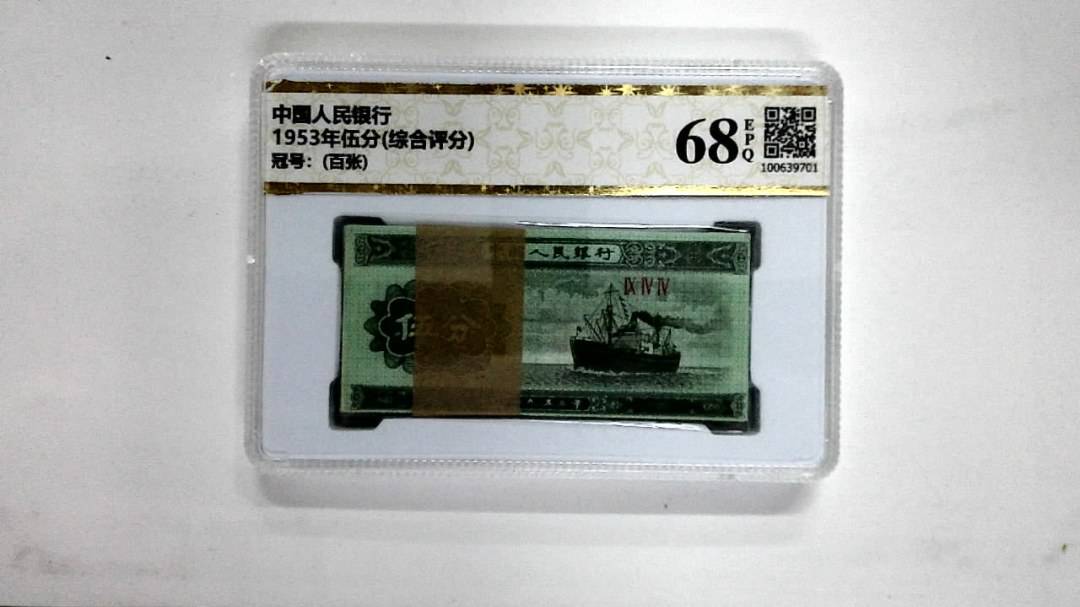 中国人民银行
1953年伍分(综合评分)
冠号：(百张)
68
EPQ
100639701
人民銀行
IX IV IV
伍分